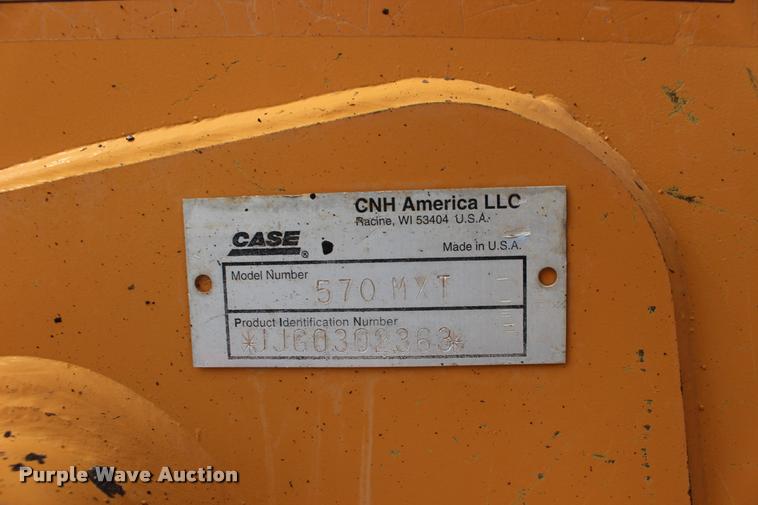 CNH America LLC
Racine, WI 53404 U.S.A.
CASE ®
Made in U.S.A.
Model Number
570 MXT
Product Identification Number
*JJG0302363*
Purple Wave Auction